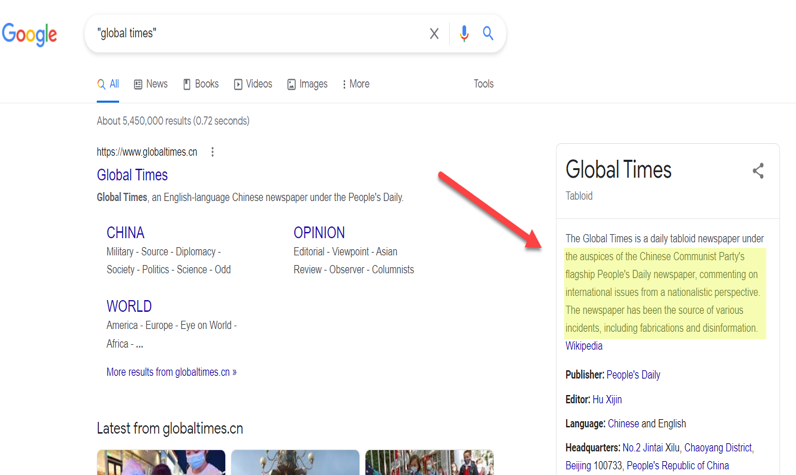 Google
"global times"
All News Books Videos Images More Tools
About 5,450,000 results (0.72 seconds)
https://www.globaltimes.cn
Global Times
Global Times, an English-language Chinese newspaper under the People's Daily.
CHINA
Military - Source - Diplomacy -
Society - Politics - Science - Odd
OPINION
Editorial - Viewpoint - Asian
Review - Observer - Columnists
WORLD
America - Europe - Eye on World -
Africa - ...
More results from globaltimes.cn »
Latest from globaltimes.cn
Global Times
Tabloid
The Global Times is a daily tabloid newspaper under
the auspices of the Chinese Communist Party's
flagship People's Daily newspaper, commenting on
international issues from a nationalistic perspective.
The newspaper has been the source of various
incidents, including fabrications and disinformation.
Wikipedia
Publisher: People's Daily
Editor: Hu Xijin
Language: Chinese and English
Headquarters: No.2 Jintai Xilu, Chaoyang District,
Beijing 100733, People's Republic of China